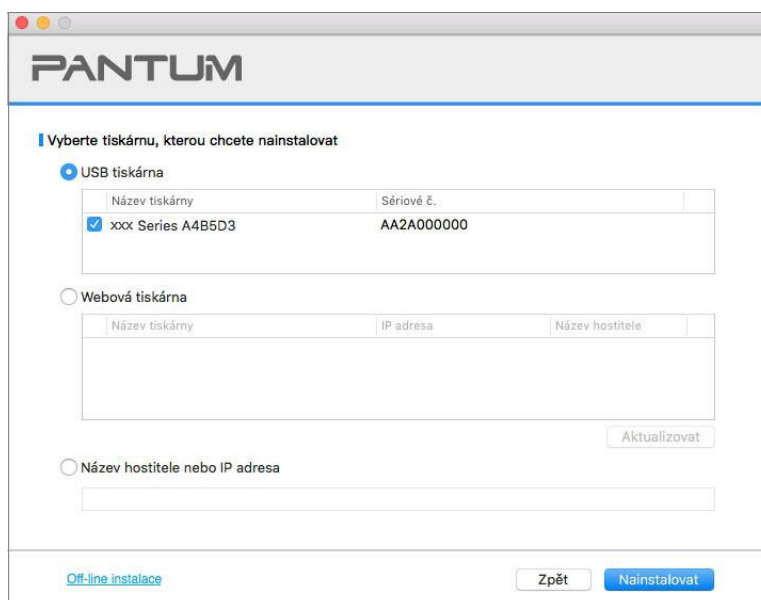 PANTUM
Vyberte tiskárnu, kterou chcete nainstalovat
USB tiskárna
Název tiskárny Sériové č.
xxx Series A4B5D3 AA2A000000
Webová tiskárna
Název tiskárny IP adresa Název hostitele
Aktualizovat
Název hostitele nebo IP adresa
Off-line instalace Zpět Nainstalovat